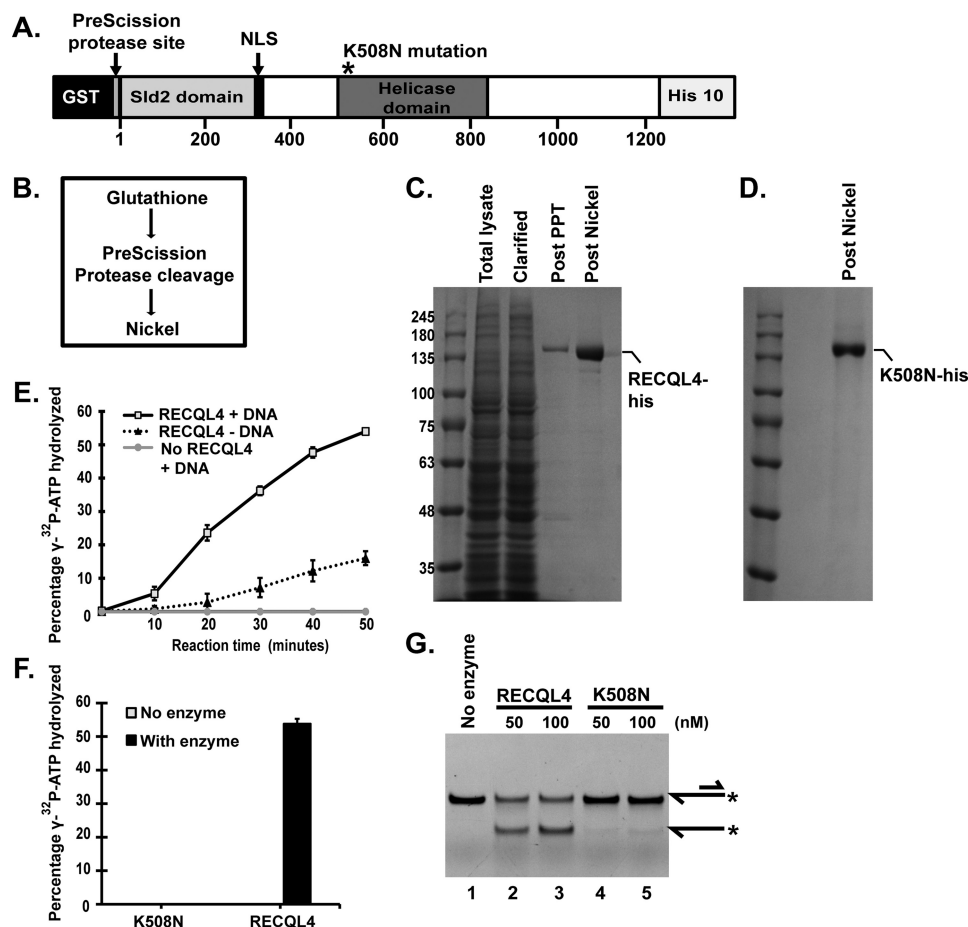 A.
PreScission
protease site
NLS
K508N mutation
*
GST
Sld2 domain
Helicase
domain
His 10
1 200 400 600 800 1000 1200
B.
Glutathione
PreScission
Protease cleavage
Nickel
C.
Total lysate
Clarified
Post PPT
Post Nickel
245
180
135
100
75
63
48
35
RECQL4-
his
D.
Post Nickel
K508N-his
E.
Percentage γ-³²P-ATP hydrolyzed
60
50
40
30
20
10
0
RECQL4 + DNA
RECQL4 - DNA
No RECQL4
+ DNA
10 20 30 40 50
Reaction time (minutes)
F.
Percentage γ-³²P-ATP hydrolyzed
60
50
40
30
20
10
0
No enzyme
With enzyme
K508N RECQL4
G.
No enzyme
RECQL4 K508N
50 100 50 100 (nM)
*
*
1 2 3 4 5